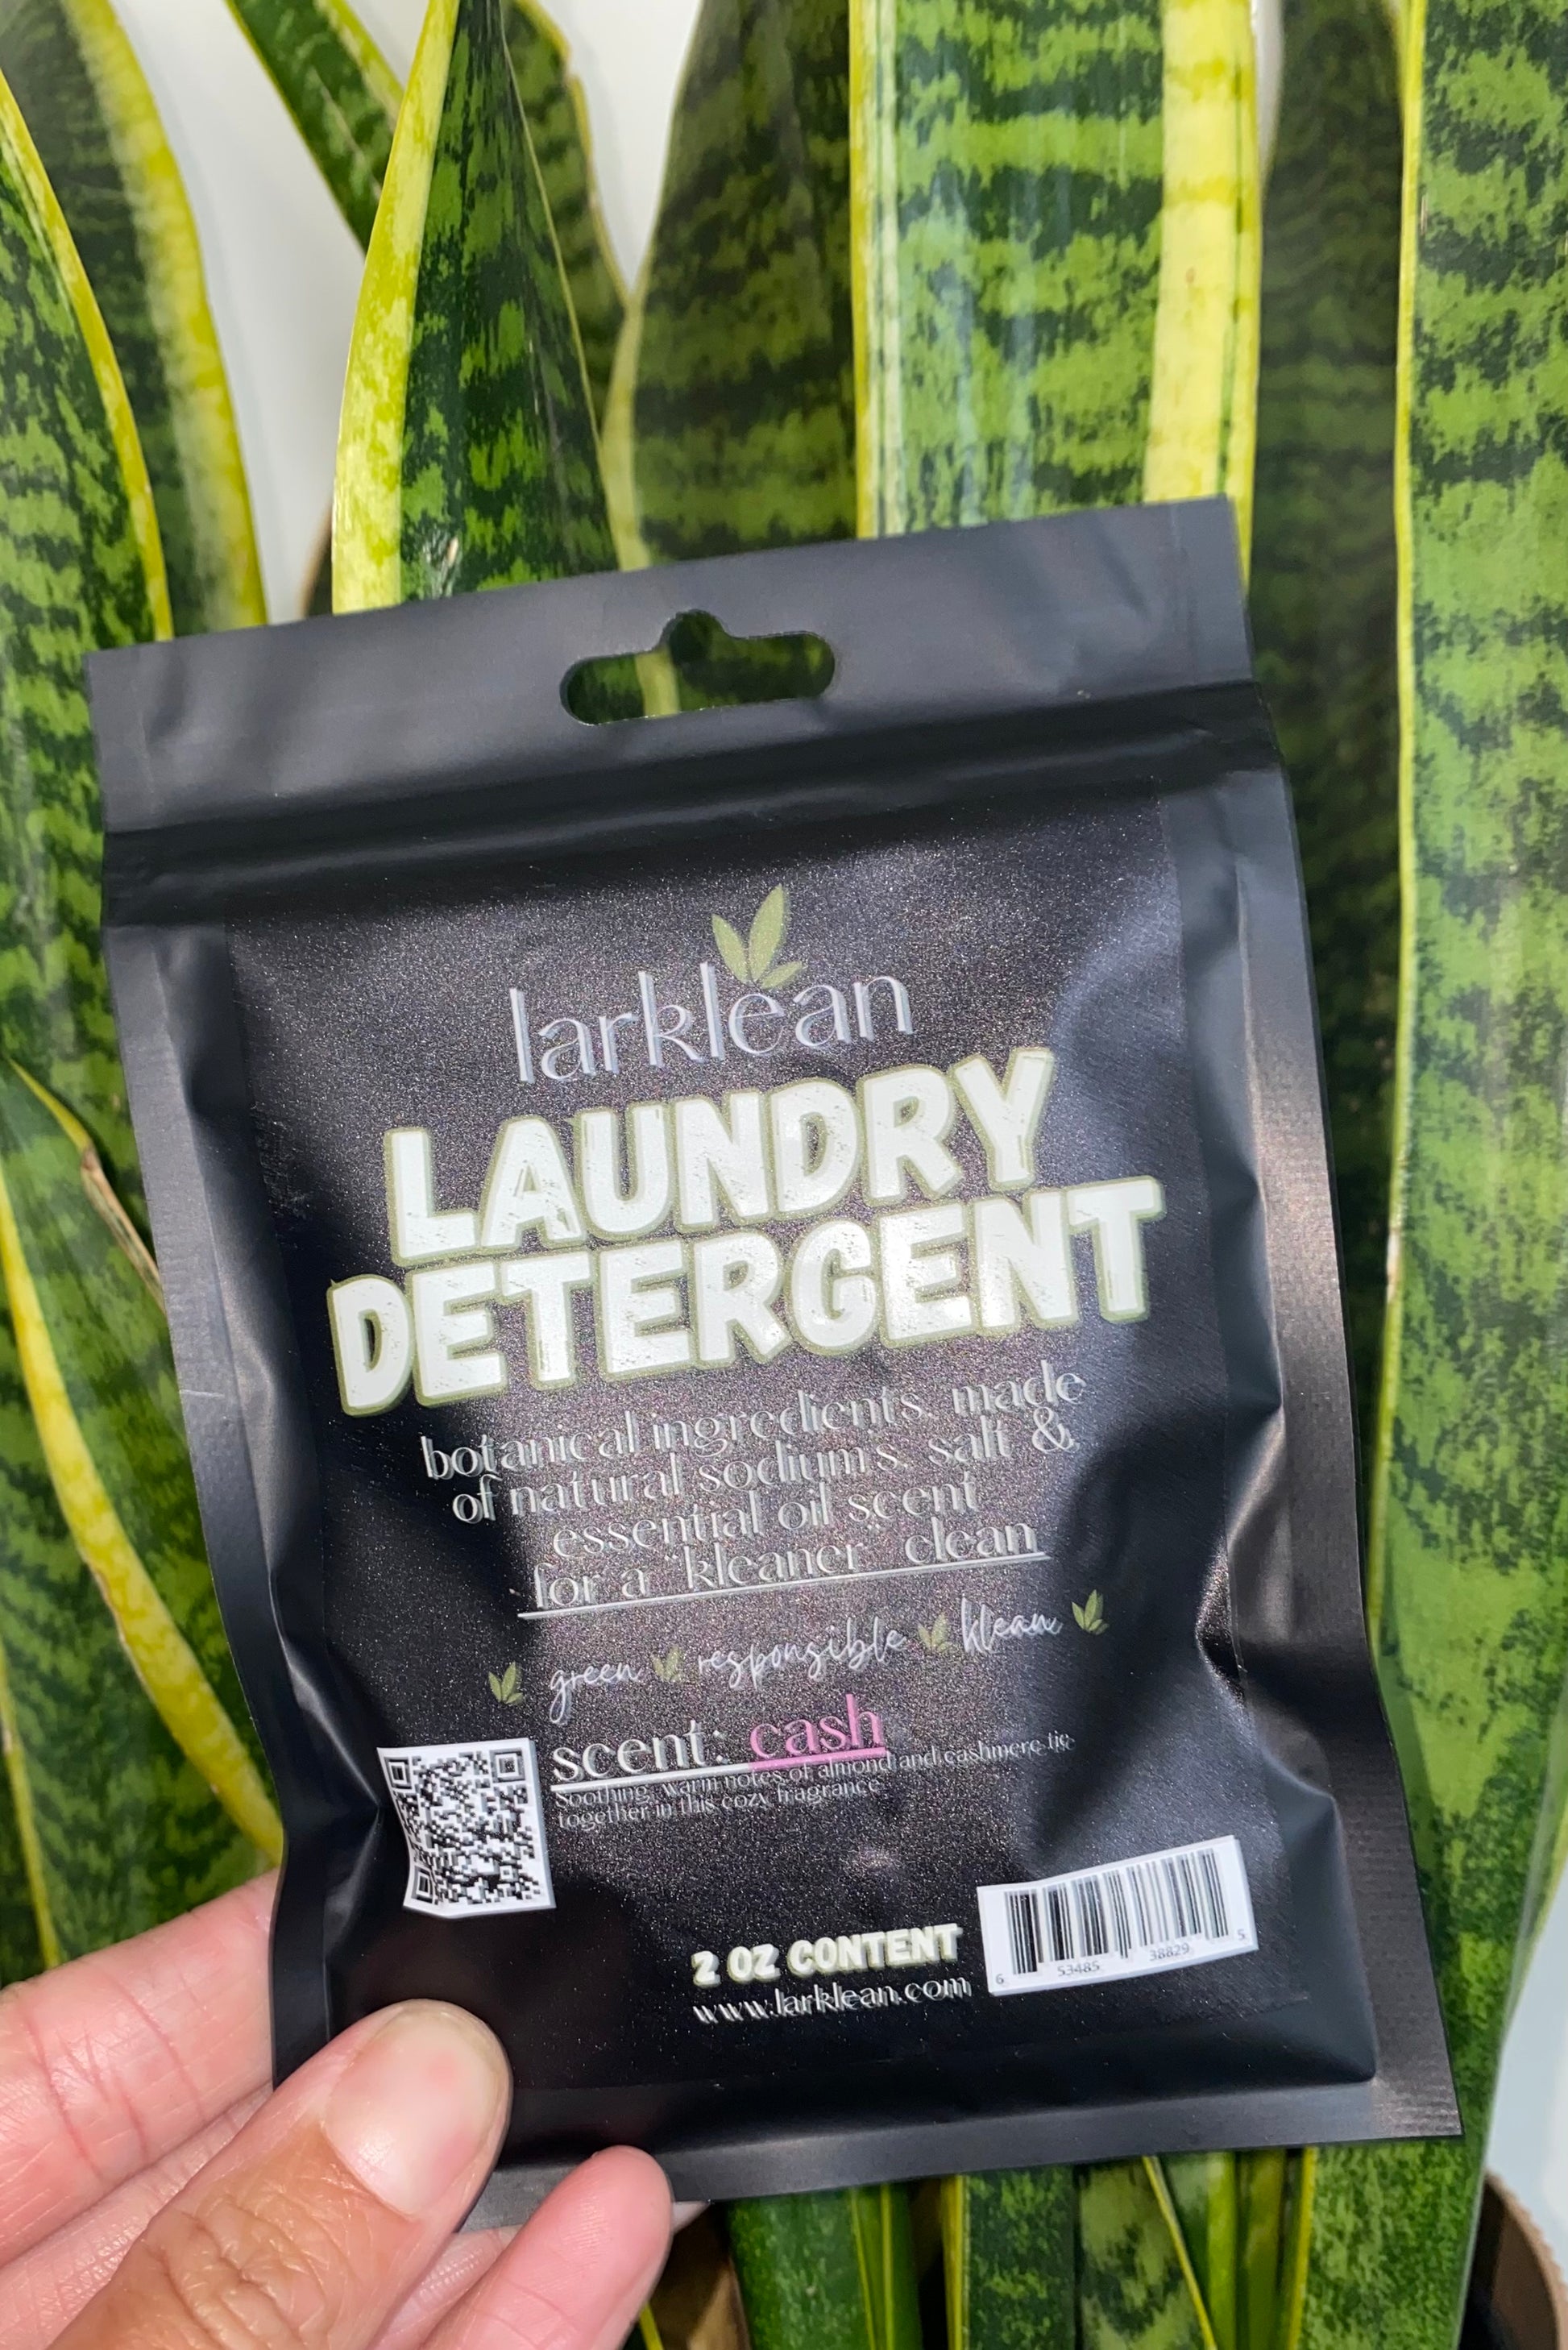 larklean
LAUNDRY
DETERGENT
botanical ingredients. made
of natural sodiums, salt &
essential oil scent
for a "kleaner" clean
green responsible klean
scent: cash
Soothing, warm notes of almond and cashmere tie
together in this cozy fragrance
2 OZ CONTENT
www.larklean.com
6 53485 38829 5